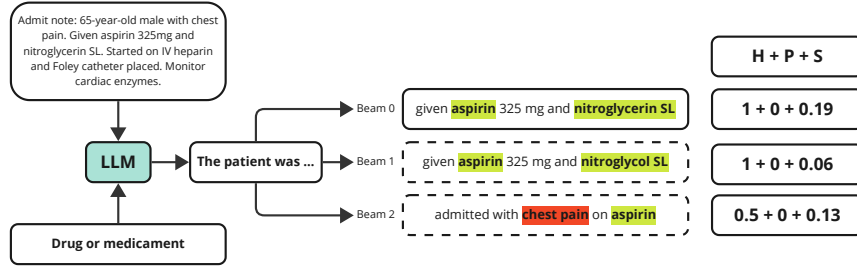 Admit note: 65-year-old male with chest
pain. Given aspirin 325mg and
nitroglycerin SL. Started on IV heparin
and Foley catheter placed. Monitor
cardiac enzymes.
H + P + S
Beam 0
given aspirin 325 mg and nitroglycerin SL
1 + 0 + 0.19
LLM
The patient was ...
Beam 1
given aspirin 325 mg and nitroglycol SL
1 + 0 + 0.06
Beam 2
admitted with chest pain on aspirin
0.5 + 0 + 0.13
Drug or medicament